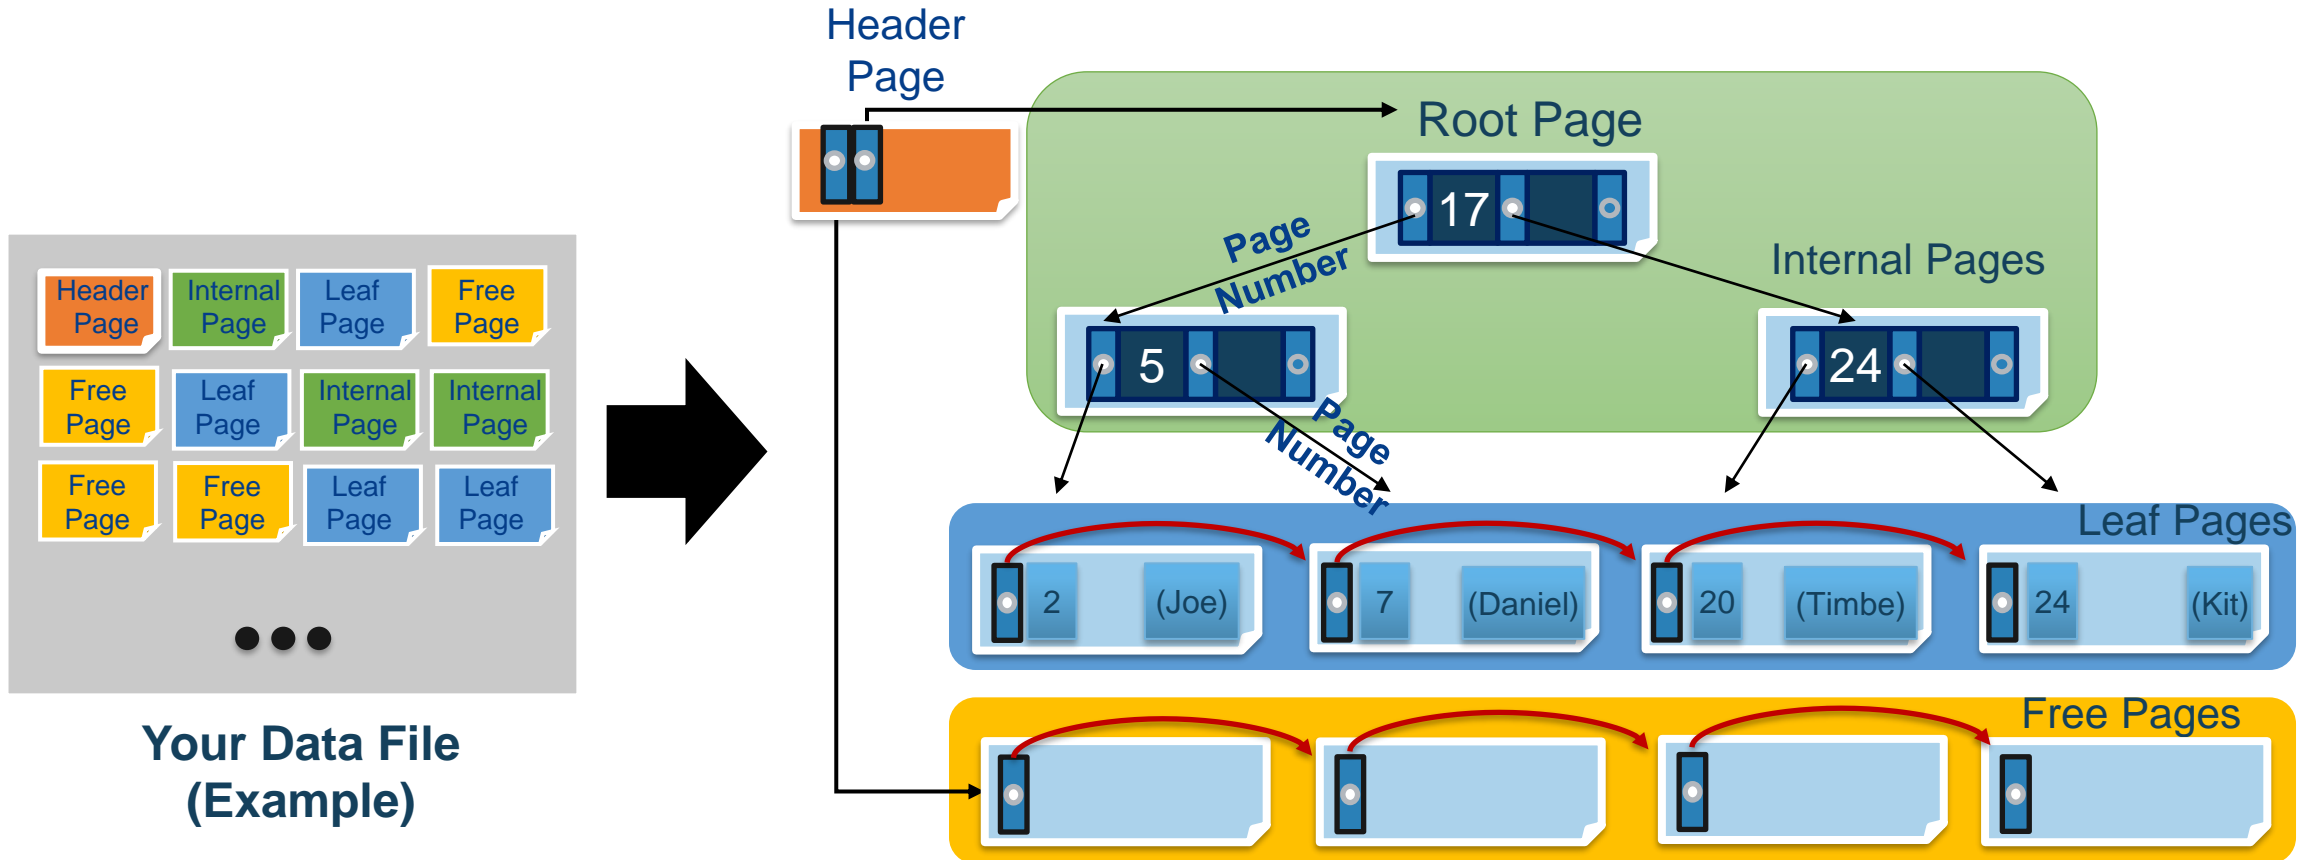 Header
Page
Root Page
17
Page
Number
Internal Pages
5
24
Page
Number
Header
Page
Internal
Page
Leaf
Page
Free
Page
Free
Page
Leaf
Page
Internal
Page
Internal
Page
Free
Page
Free
Page
Leaf
Page
Leaf
Page
Your Data File
(Example)
Leaf Pages
2 (Joe)
7 (Daniel)
20 (Timbe)
24 (Kit)
Free Pages